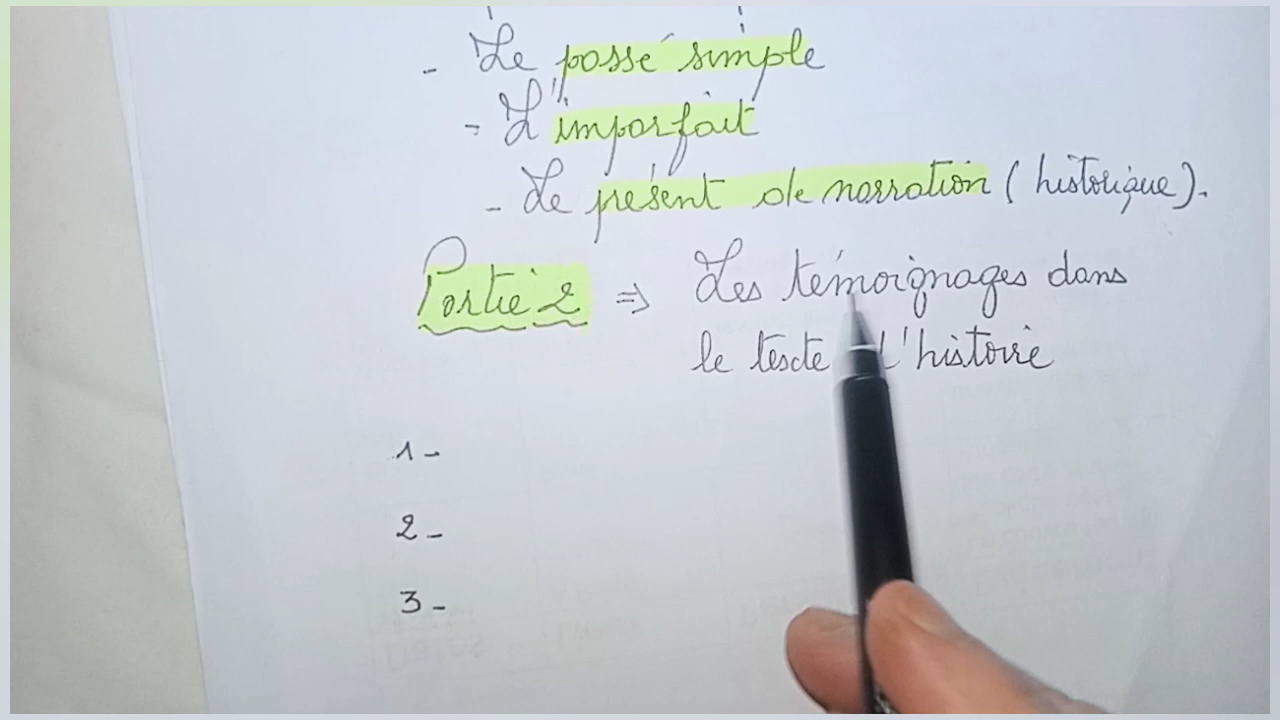 - Le passé simple
- L'imparfait
- Le présent de narration (historique).
Partie 2 ⇒ Les témoignages dans
le texte d'histoire
1-
2-
3-